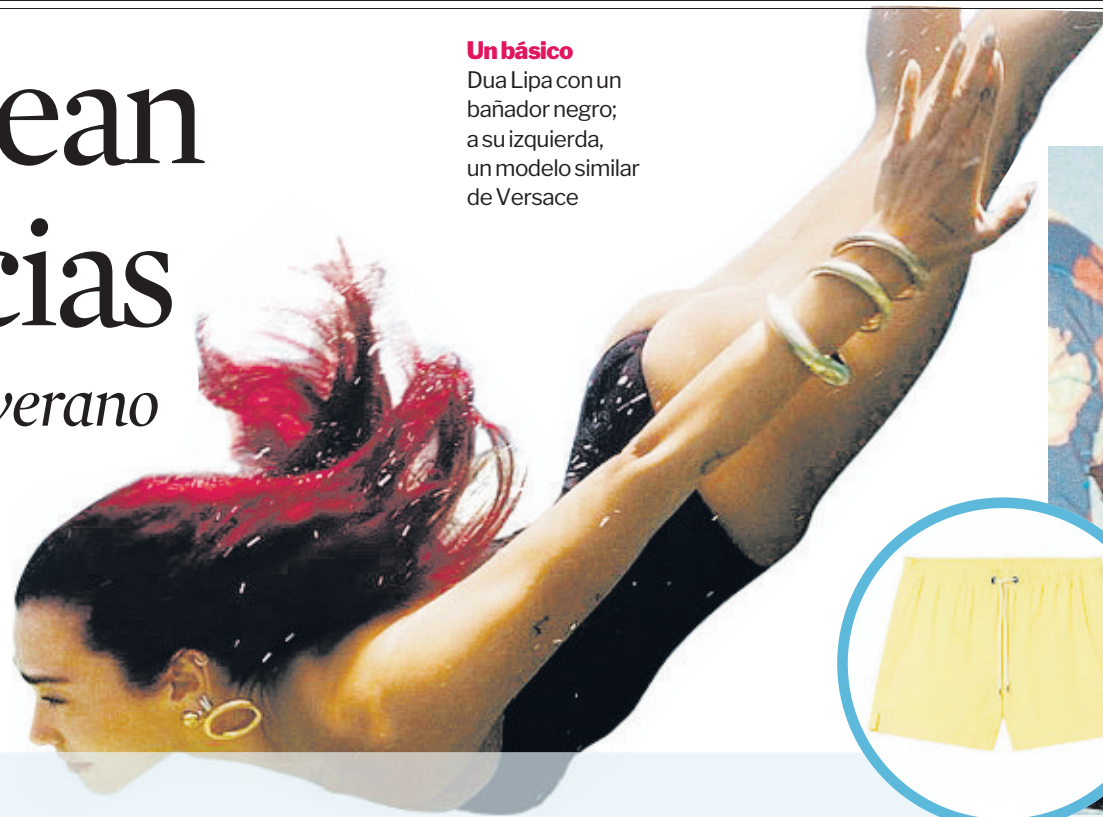 ean
cias
verano
Un básico
Dua Lipa con un
bañador negro;
a su izquierda,
un modelo similar
de Versace